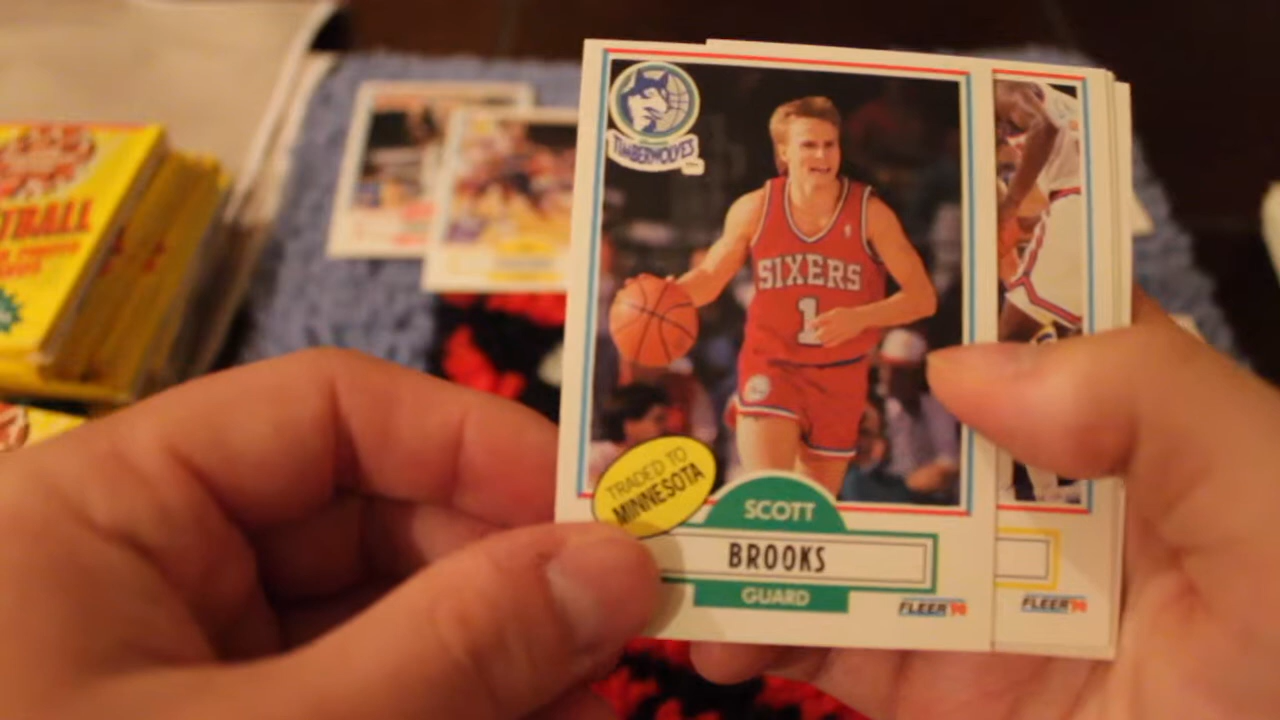 TIMBERWOLVES
SIXERS
1
TRADED TO
MINNESOTA
SCOTT
BROOKS
GUARD
FLEER '90
FLEER '90